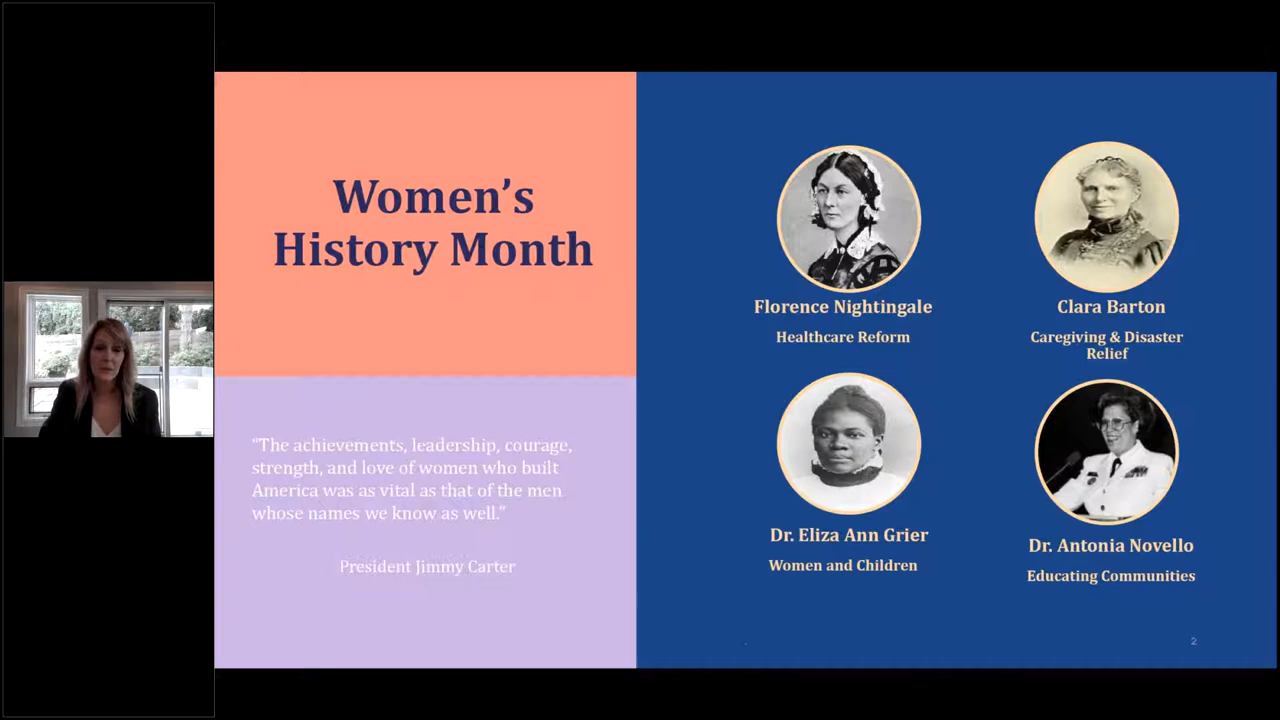 Women's
History Month
"The achievements, leadership, courage,
strength, and love of women who built
America was as vital as that of the men
whose names we know as well."
President Jimmy Carter
Florence Nightingale
Healthcare Reform
Clara Barton
Caregiving & Disaster
Relief
Dr. Eliza Ann Grier
Women and Children
Dr. Antonia Novello
Educating Communities
2